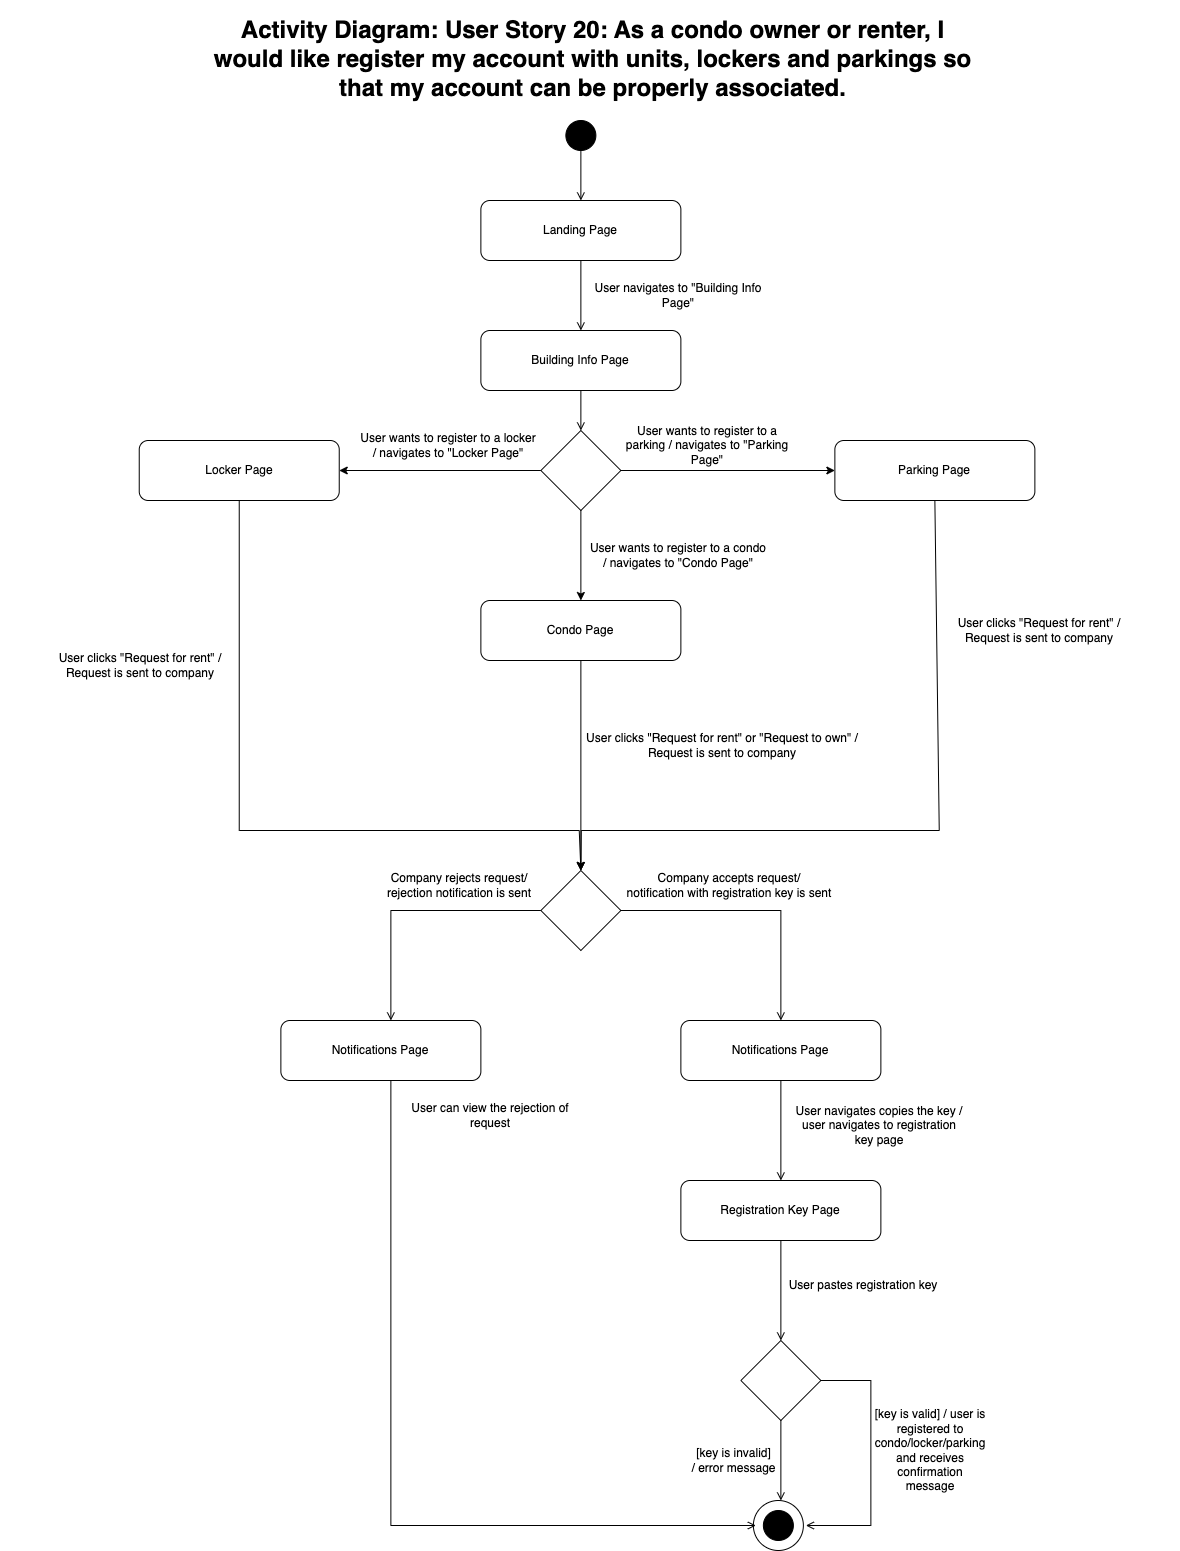 Activity Diagram: User Story 20: As a condo owner or renter, I
would like register my account with units, lockers and parkings so
that my account can be properly associated.
Landing Page
User navigates to "Building Info
Page"
Building Info Page
User wants to register to a locker
/ navigates to "Locker Page"
User wants to register to a
parking / navigates to "Parking
Page"
Locker Page
Parking Page
User wants to register to a condo
/ navigates to "Condo Page"
Condo Page
User clicks "Request for rent" /
Request is sent to company
User clicks "Request for rent" /
Request is sent to company
User clicks "Request for rent" or "Request to own" /
Request is sent to company
Company rejects request/
rejection notification is sent
Company accepts request/
notification with registration key is sent
Notifications Page
Notifications Page
User can view the rejection of
request
User navigates copies the key /
user navigates to registration
key page
Registration Key Page
User pastes registration key
[key is invalid]
/ error message
[key is valid] / user is
registered to
condo/locker/parking
and receives
confirmation
message